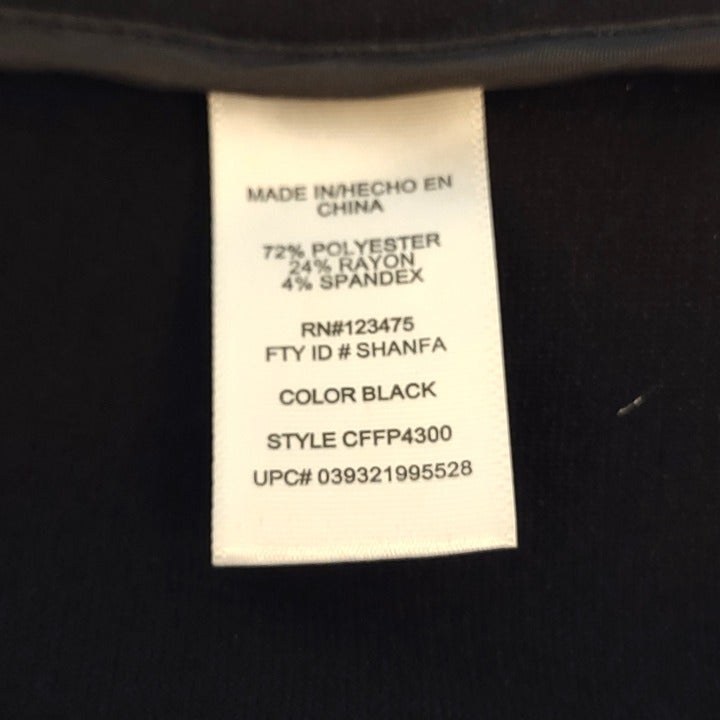 MADE IN/HECHO EN
CHINA
72% POLYESTER
24% RAYON
4% SPANDEX
RN#123475
FTY ID # SHANFA
COLOR BLACK
STYLE CFFP4300
UPC# 039321995528